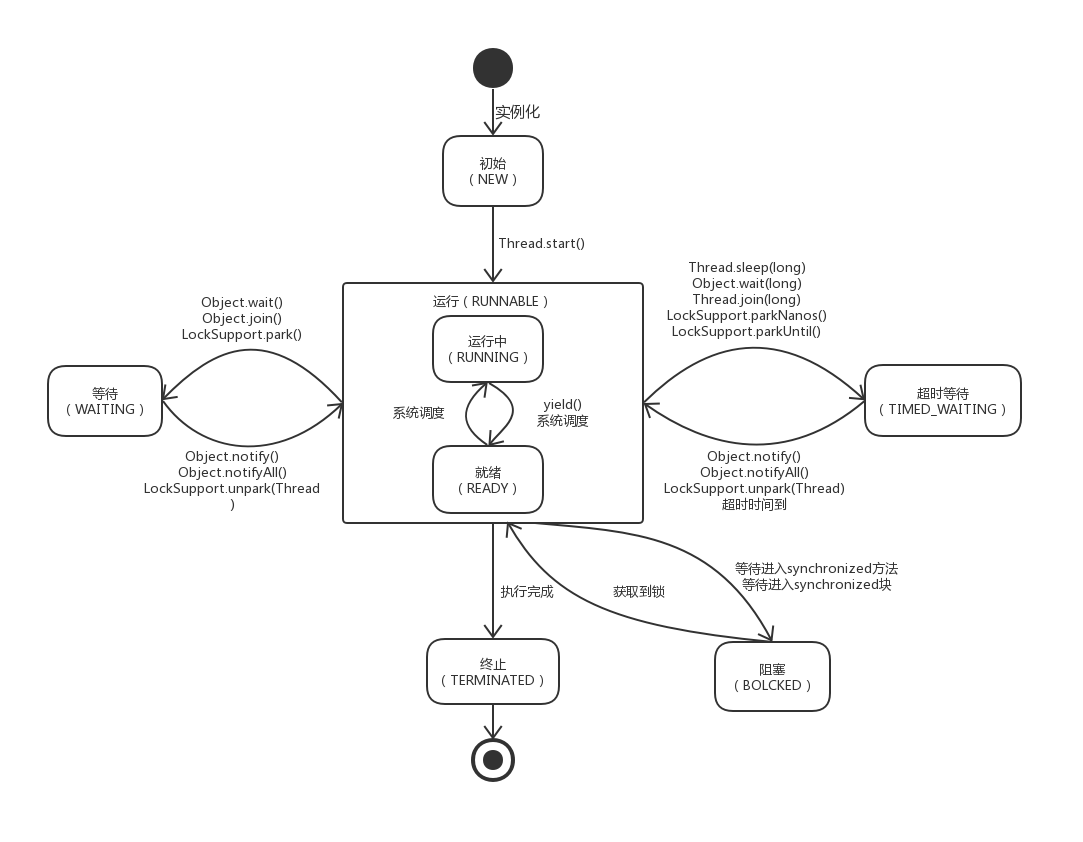 实例化
初始
( NEW )
Thread.start()
Thread.sleep(long)
Object.wait(long)
Thread.join(long)
LockSupport.parkNanos()
LockSupport.parkUntil()
Object.wait()
Object.join()
LockSupport.park()
运行 ( RUNNABLE )
运行中
( RUNNING )
等待
( WAITING )
系统调度
yield()
系统调度
超时等待
( TIMED_WAITING )
就绪
( READY )
Object.notify()
Object.notifyAll()
LockSupport.unpark(Thread
)
Object.notify()
Object.notifyAll()
LockSupport.unpark(Thread)
超时时间到
执行完成
获取到锁
等待进入synchronized方法
等待进入synchronized块
终止
( TERMINATED )
阻塞
( BOLCKED )